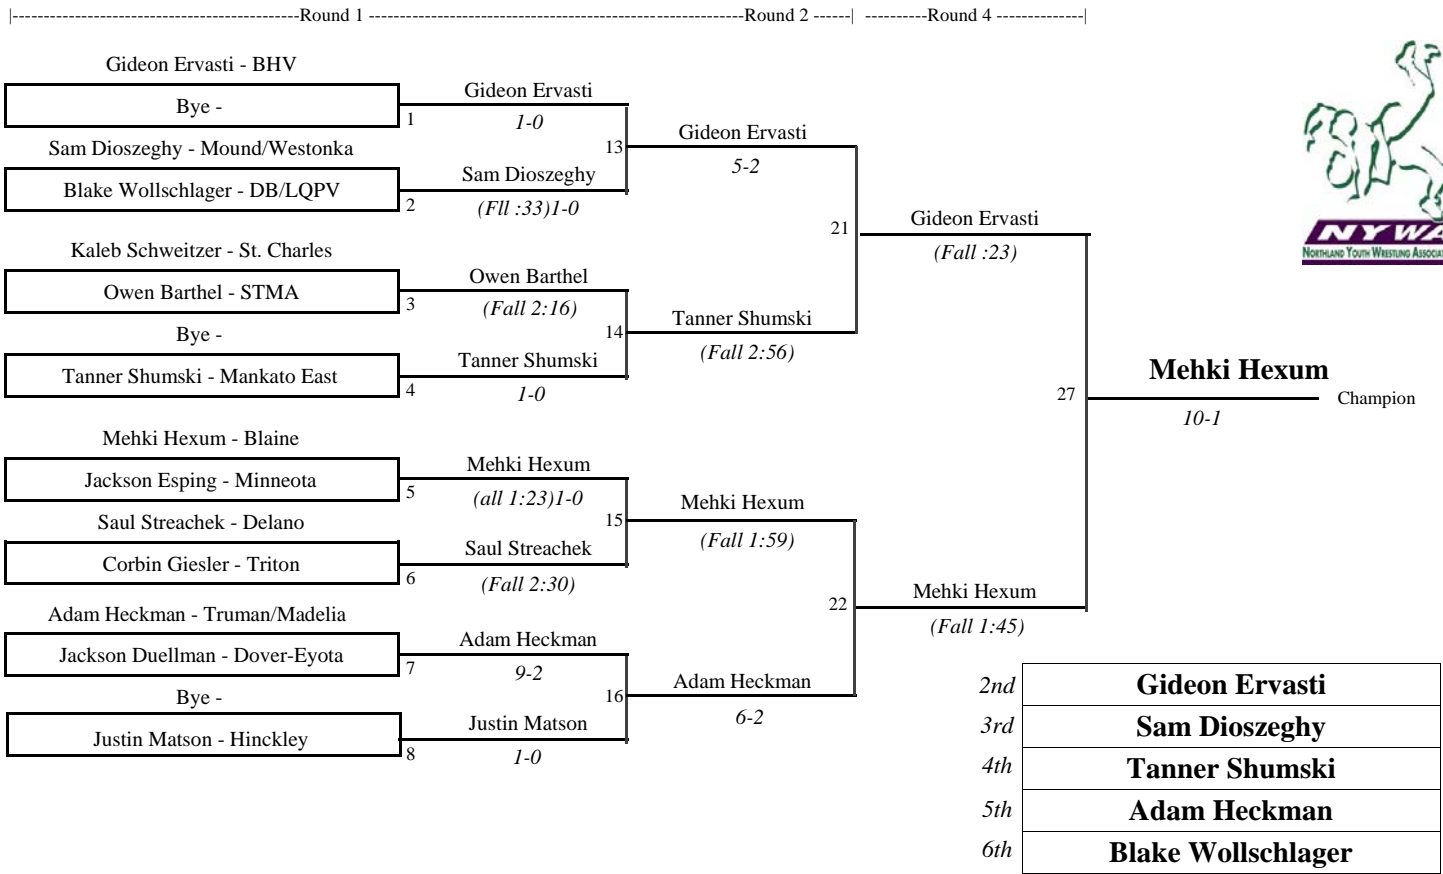 |--------------------------------------------Round 1 ----------------------------------------------------------Round 2 ------| ----------Round 4 -------------|
Gideon Ervasti - BHV
Bye -
1
Sam Dioszeghy - Mound/Westonka
Blake Wollschlager - DB/LQPV
2
Kaleb Schweitzer - St. Charles
Owen Barthel - STMA
3
Bye -
Tanner Shumski - Mankato East
4
Mehki Hexum - Blaine
Jackson Esping - Minneota
5
Saul Streachek - Delano
Corbin Giesler - Triton
6
Adam Heckman - Truman/Madelia
Jackson Duellman - Dover-Eyota
7
Bye -
Justin Matson - Hinckley
8
Gideon Ervasti
1-0
13
Sam Dioszeghy
(Fll :33)1-0
Owen Barthel
(Fall 2:16)
14
Tanner Shumski
1-0
Mehki Hexum
(all 1:23)1-0
15
Saul Streachek
(Fall 2:30)
Adam Heckman
9-2
16
Justin Matson
1-0
Gideon Ervasti
5-2
21
Tanner Shumski
(Fall 2:56)
Mehki Hexum
(Fall 1:59)
22
Adam Heckman
6-2
Gideon Ervasti
(Fall :23)
27
Mehki Hexum
(Fall 1:45)
Mehki Hexum
Champion
10-1
NYWA
NORTHLAND YOUTH WRESTLING
2nd Gideon Ervasti
3rd Sam Dioszeghy
4th Tanner Shumski
5th Adam Heckman
6th Blake Wollschlager